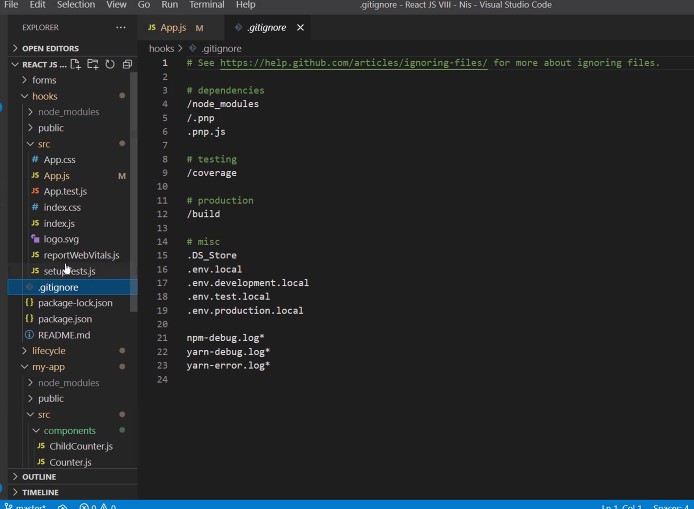 File Edit Selection View Go Run Terminal Help .gitignore - React JS VIII - Nis - Visual Studio Code
EXPLORER ···
OPEN EDITORS
REACT JS ...
forms
hooks
node_modules
public
src
# App.css
JS App.js M
JS App.test.js
# index.css
JS index.js
logo.svg
JS reportWebVitals.js
JS setupTests.js
.gitignore
{} package-lock.json
{} package.json
README.md
lifecycle
my-app
node_modules
public
src
components
JS ChildCounter.js
JS Counter.js
OUTLINE
TIMELINE
JS App.js M .gitignore
hooks > .gitignore
1 # See https://help.github.com/articles/ignoring-files/ for more about ignoring files.
2
3 # dependencies
4 /node_modules
5 /.pnp
6 .pnp.js
7
8 # testing
9 /coverage
10
11 # production
12 /build
13
14 # misc
15 .DS_Store
16 .env.local
17 .env.development.local
18 .env.test.local
19 .env.production.local
20
21 npm-debug.log*
22 yarn-debug.log*
23 yarn-error.log*
24
master* 0 0 Ln 1, Col 1 Spaces: 4